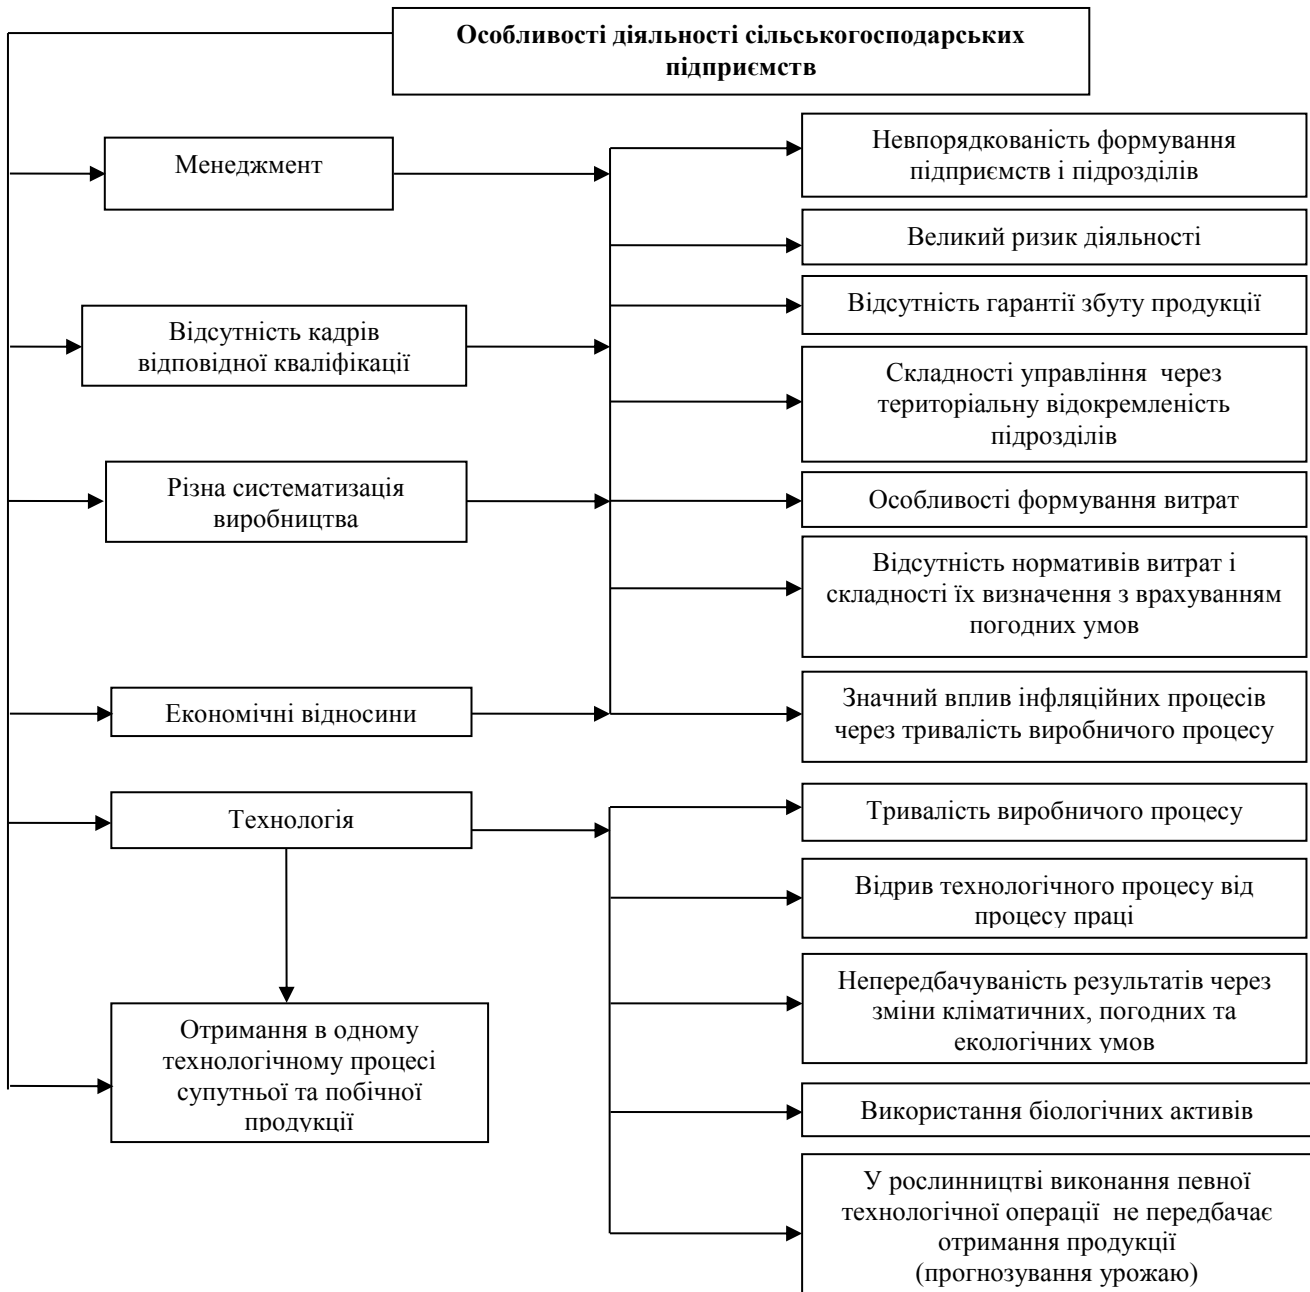 Особливості діяльності сільськогосподарських
підприємств
Менеджмент
Відсутність кадрів
відповідної кваліфікації
Різна систематизація
виробництва
Економічні відносини
Технологія
Отримання в одному
технологічному процесі
супутньої та побічної
продукції
Невпорядкованість формування
підприємств і підрозділів
Великий ризик діяльності
Відсутність гарантії збуту продукції
Складності управління через
територіальну відокремленість
підрозділів
Особливості формування витрат
Відсутність нормативів витрат і
складності їх визначення з врахуванням
погодних умов
Значний вплив інфляційних процесів
через тривалість виробничого процесу
Тривалість виробничого процесу
Відрив технологічного процесу від
процесу праці
Непередбачуваність результатів через
зміни кліматичних, погодних та
екологічних умов
Використання біологічних активів
У рослинництві виконання певної
технологічної операції не передбачає
отримання продукції
(прогнозування урожаю)